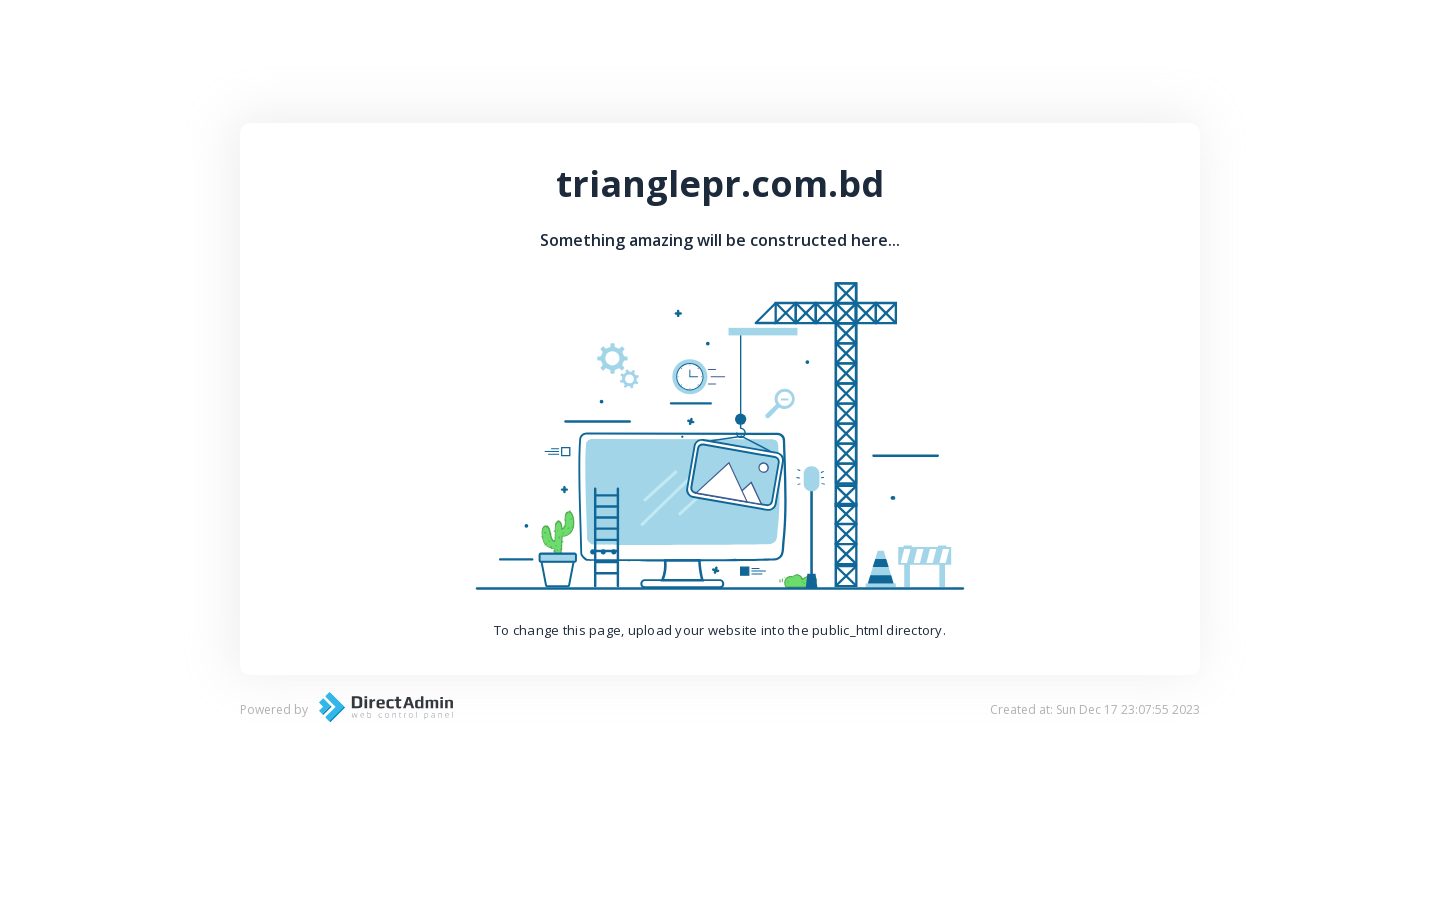 trianglepr.com.bd
Something amazing will be constructed here...
To change this page, upload your website into the public_html directory.
Powered by DirectAdmin
web control panel
Created at: Sun Dec 17 23:07:55 2023